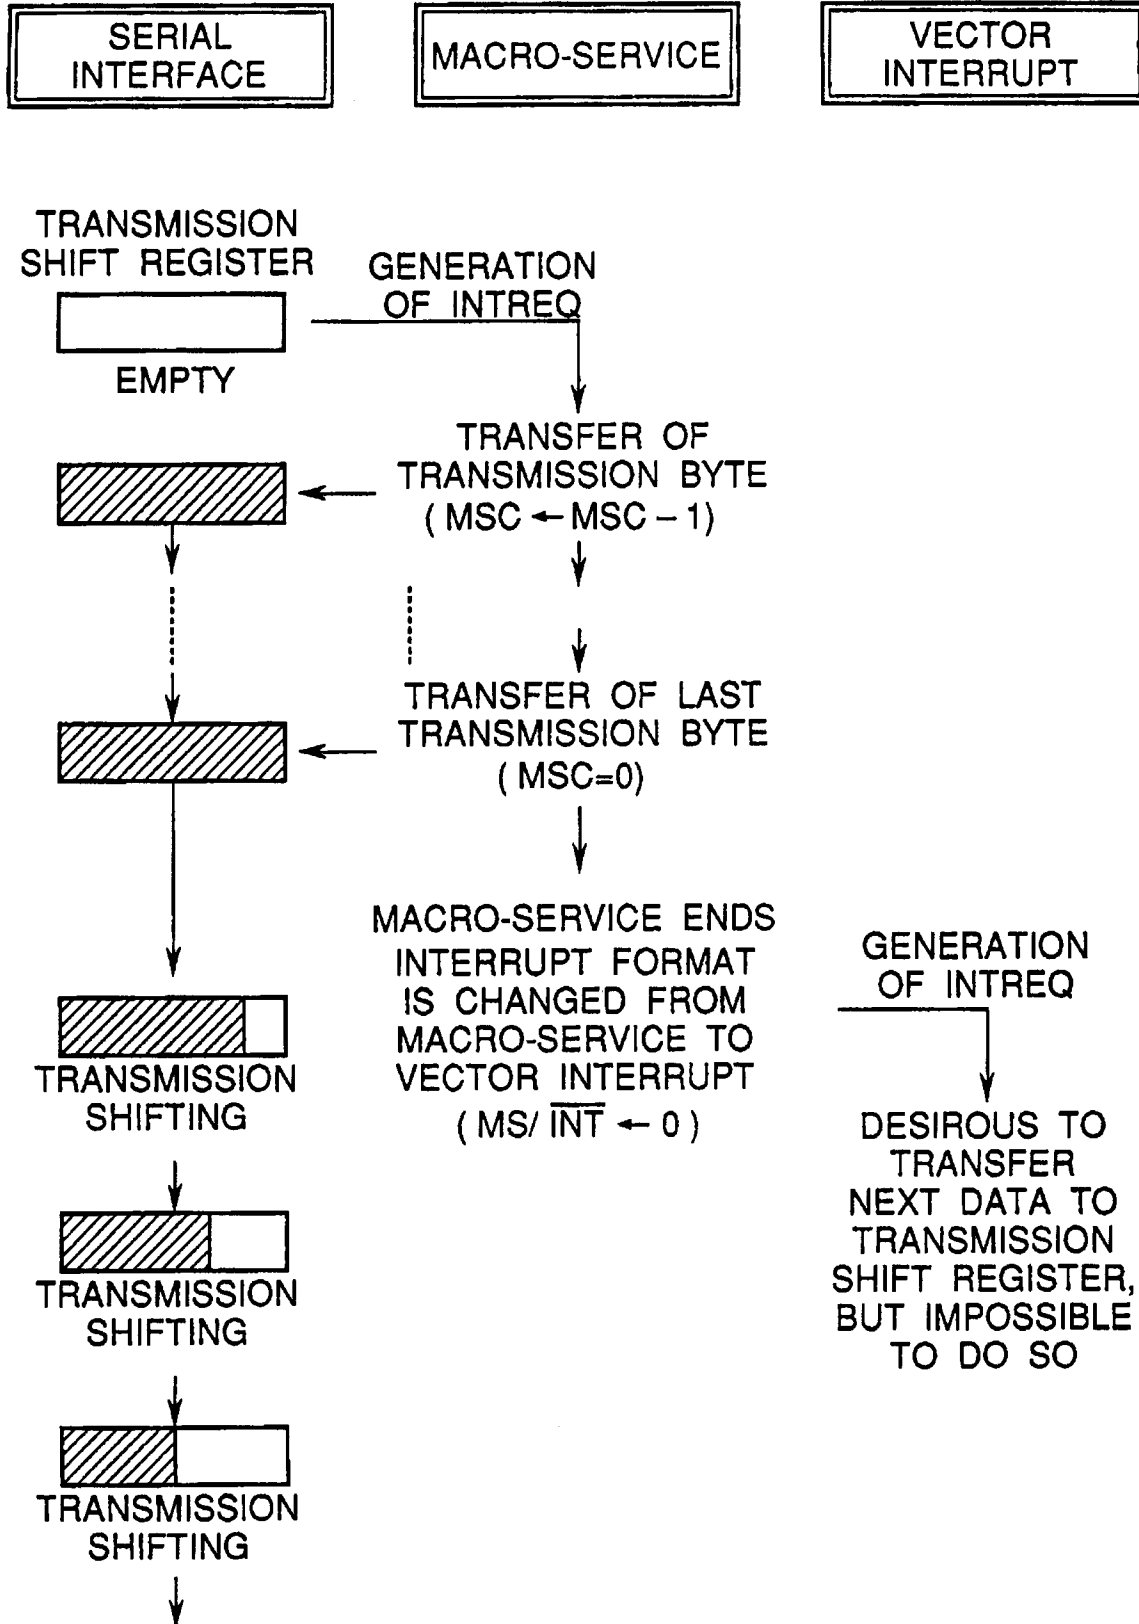 SERIAL
INTERFACE
MACRO-SERVICE
VECTOR
INTERRUPT
TRANSMISSION
SHIFT REGISTER
EMPTY
GENERATION
OF INTREQ
TRANSFER OF
TRANSMISSION BYTE
( MSC ← MSC – 1)
TRANSFER OF LAST
TRANSMISSION BYTE
( MSC=0)
MACRO-SERVICE ENDS
INTERRUPT FORMAT
IS CHANGED FROM
MACRO-SERVICE TO
VECTOR INTERRUPT
( MS/ I̅N̅T̅ ← 0 )
GENERATION
OF INTREQ
DESIROUS TO
TRANSFER
NEXT DATA TO
TRANSMISSION
SHIFT REGISTER,
BUT IMPOSSIBLE
TO DO SO
TRANSMISSION
SHIFTING
TRANSMISSION
SHIFTING
TRANSMISSION
SHIFTING